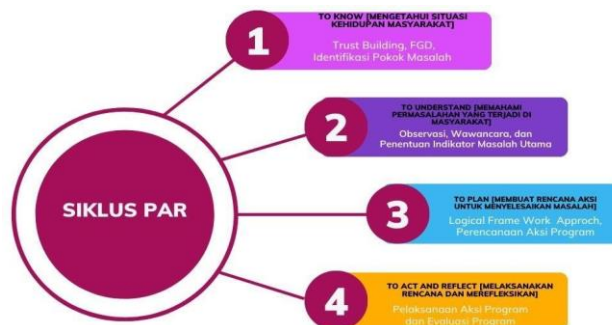 SIKLUS PAR
1
TO KNOW [MENGETAHUI SITUASI
KEHIDUPAN MASYARAKAT]
Trust Building, FGD,
Identifikasi Pokok Masalah
2
TO UNDERSTAND [MEMAHAMI
PERMASALAHAN YANG TERJADI DI
MASYARAKAT]
Observasi, Wawancara, dan
Penentuan Indikator Masalah Utama
3
TO PLAN [MEMBUAT RENCANA AKSI
UNTUK MENYELESAIKAN MASALAH]
Logical Frame Work Approch,
Perencanaan Aksi Program
4
TO ACT AND REFLECT [MELAKSANAKAN
RENCANA DAN MEREFLEKSIKAN]
Pelaksanaan Aksi Program
dan Evaluasi Program